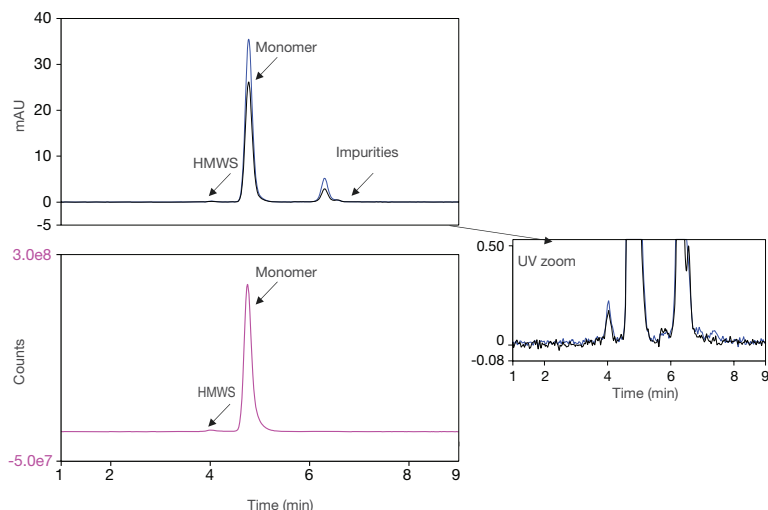 40
30
20
10
0
-5
mAU
Monomer
HMWS
Impurities
3.0e8
-5.0e7
Counts
Monomer
HMWS
1
2
4
6
9
Time (min)
0.50
0
-0.08
UV zoom
1
2
4
6
8
9
Time (min)